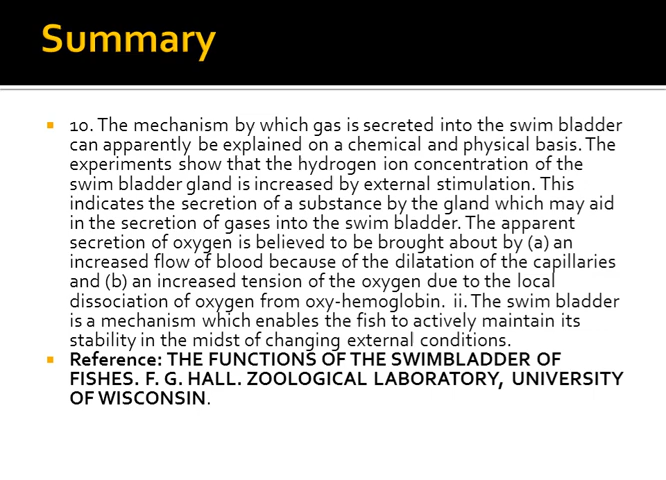 Summary
10. The mechanism by which gas is secreted into the swim bladder
can apparently be explained on a chemical and physical basis. The
experiments show that the hydrogen ion concentration of the
swim bladder gland is increased by external stimulation. This
indicates the secretion of a substance by the gland which may aid
in the secretion of gases into the swim bladder. The apparent
secretion of oxygen is believed to be brought about by (a) an
increased flow of blood because of the dilatation of the capillaries
and (b) an increased tension of the oxygen due to the local
dissociation of oxygen from oxy-hemoglobin. ii. The swim bladder
is a mechanism which enables the fish to actively maintain its
stability in the midst of changing external conditions.
Reference: THE FUNCTIONS OF THE SWIMBLADDER OF
FISHES. F. G. HALL. ZOOLOGICAL LABORATORY, UNIVERSITY
OF WISCONSIN.